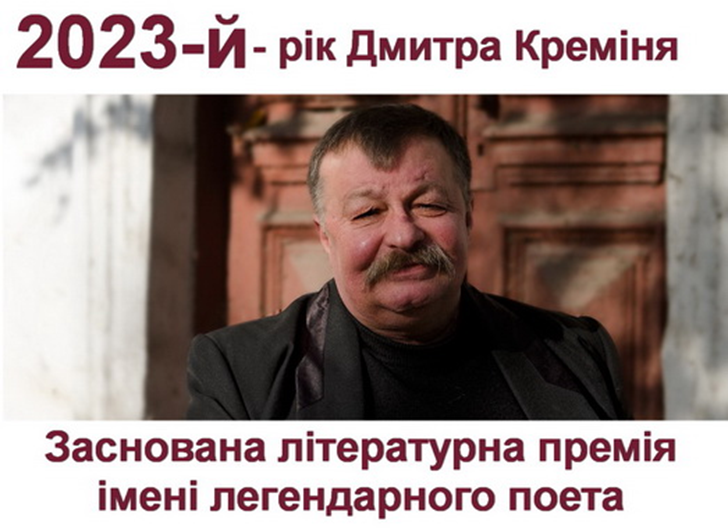 2023-й- рік Дмитра Креміня
Заснована літературна премія
імені легендарного поета